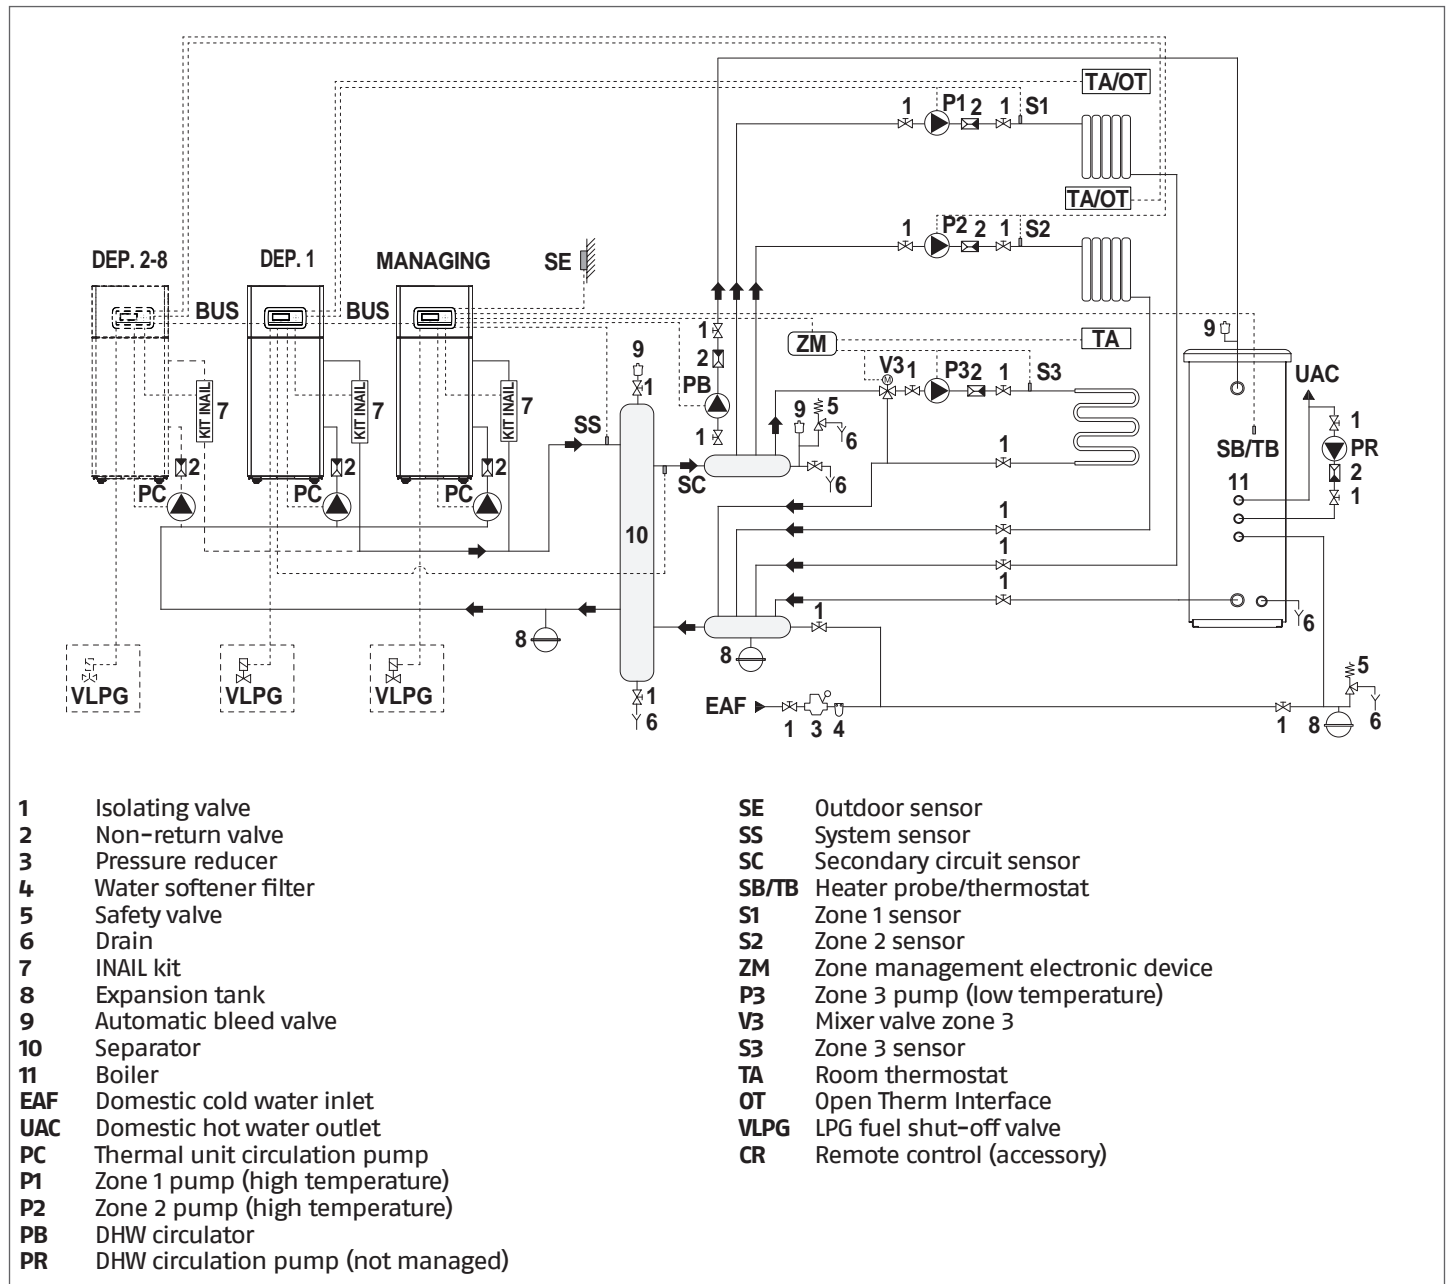 TA/OT
1 P1 2 1 S1
TA/OT
1 P2 2 1 S2
DEP. 2-8 DEP. 1 MANAGING SE
BUS BUS
1
ZM TA 9
9 2 V3 1 P3 2 1 S3
1 PB UAC
KIT INAIL 7 KIT INAIL 7 KIT INAIL 7
SS 1 9 5 6 1
SB/TB PR
2 2 2 SC 6 1 11 2
PC PC PC 1
10 1
1
1
8 8 1 6
VLPG VLPG VLPG
1 5
6 EAF 1 3 4 1 8 6
1 Isolating valve
2 Non-return valve
3 Pressure reducer
4 Water softener filter
5 Safety valve
6 Drain
7 INAIL kit
8 Expansion tank
9 Automatic bleed valve
10 Separator
11 Boiler
EAF Domestic cold water inlet
UAC Domestic hot water outlet
PC Thermal unit circulation pump
P1 Zone 1 pump (high temperature)
P2 Zone 2 pump (high temperature)
PB DHW circulator
PR DHW circulation pump (not managed)
SE Outdoor sensor
SS System sensor
SC Secondary circuit sensor
SB/TB Heater probe/thermostat
S1 Zone 1 sensor
S2 Zone 2 sensor
ZM Zone management electronic device
P3 Zone 3 pump (low temperature)
V3 Mixer valve zone 3
S3 Zone 3 sensor
TA Room thermostat
OT Open Therm Interface
VLPG LPG fuel shut-off valve
CR Remote control (accessory)